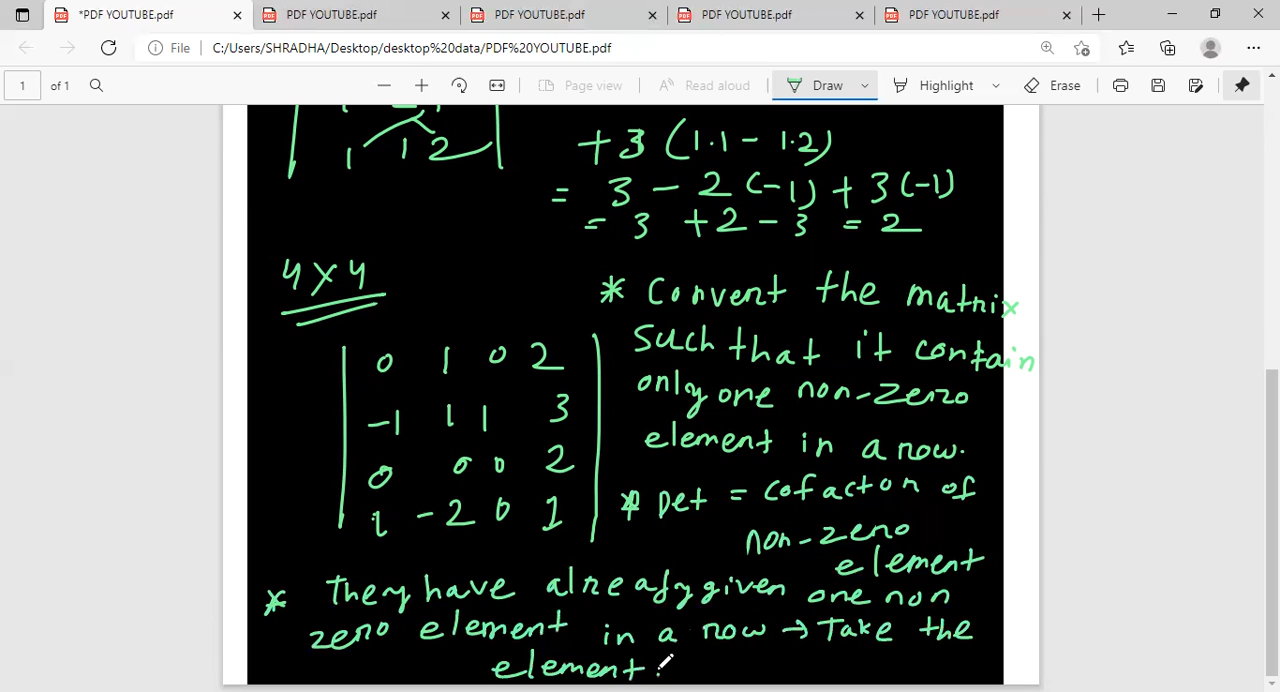 *PDF YOUTUBE.pdf
PDF YOUTUBE.pdf
PDF YOUTUBE.pdf
PDF YOUTUBE.pdf
PDF YOUTUBE.pdf
File C:/Users/SHRADHA/Desktop/desktop%20data/PDF%20YOUTUBE.pdf
1 of 1 Page view Read aloud Draw Highlight Erase
1 1 2
+ 3 (1.1 - 1.2)
= 3 - 2 (-1) + 3 (-1)
= 3 + 2 - 3 = 2
4 x 4
0 1 0 2
-1 1 1 3
0 0 0 2
1 -2 0 1
* Convert the matrix
such that it contain
only one non-zero
element in a row.
* Det = cofactor of
non-zero
element
* They have already given one non
zero element in a row → Take the
element.